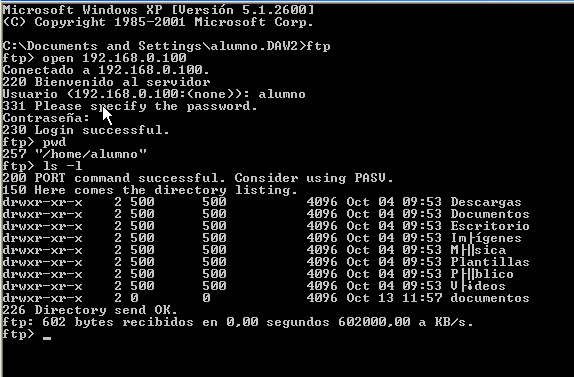 Microsoft Windows XP [Versión 5.1.2600]
(C) Copyright 1985-2001 Microsoft Corp.
C:\Documents and Settings\alumno.DAW2>ftp
ftp> open 192.168.0.100
Conectado a 192.168.0.100.
220 Bienvenido al servidor
Usuario (192.168.0.100:(none)): alumno
331 Please specify the password.
Contraseña:
230 Login successful.
ftp> pwd
257 "/home/alumno"
ftp> ls -l
200 PORT command successful. Consider using PASV.
150 Here comes the directory listing.
drwxr-xr-x    2 500      500          4096 Oct 04 09:53 Descargas
drwxr-xr-x    2 500      500          4096 Oct 04 09:53 Documentos
drwxr-xr-x    2 500      500          4096 Oct 04 09:53 Escritorio
drwxr-xr-x    2 500      500          4096 Oct 04 09:53 Im├ígenes
drwxr-xr-x    2 500      500          4096 Oct 04 09:53 M├║sica
drwxr-xr-x    2 500      500          4096 Oct 04 09:53 Plantillas
drwxr-xr-x    2 500      500          4096 Oct 04 09:53 P├║blico
drwxr-xr-x    2 500      500          4096 Oct 04 09:53 V├¡deos
drwxr-xr-x    2 0        0            4096 Oct 13 11:57 documentos
226 Directory send OK.
ftp: 602 bytes recibidos en 0,00 segundos 602000,00 a KB/s.
ftp> _